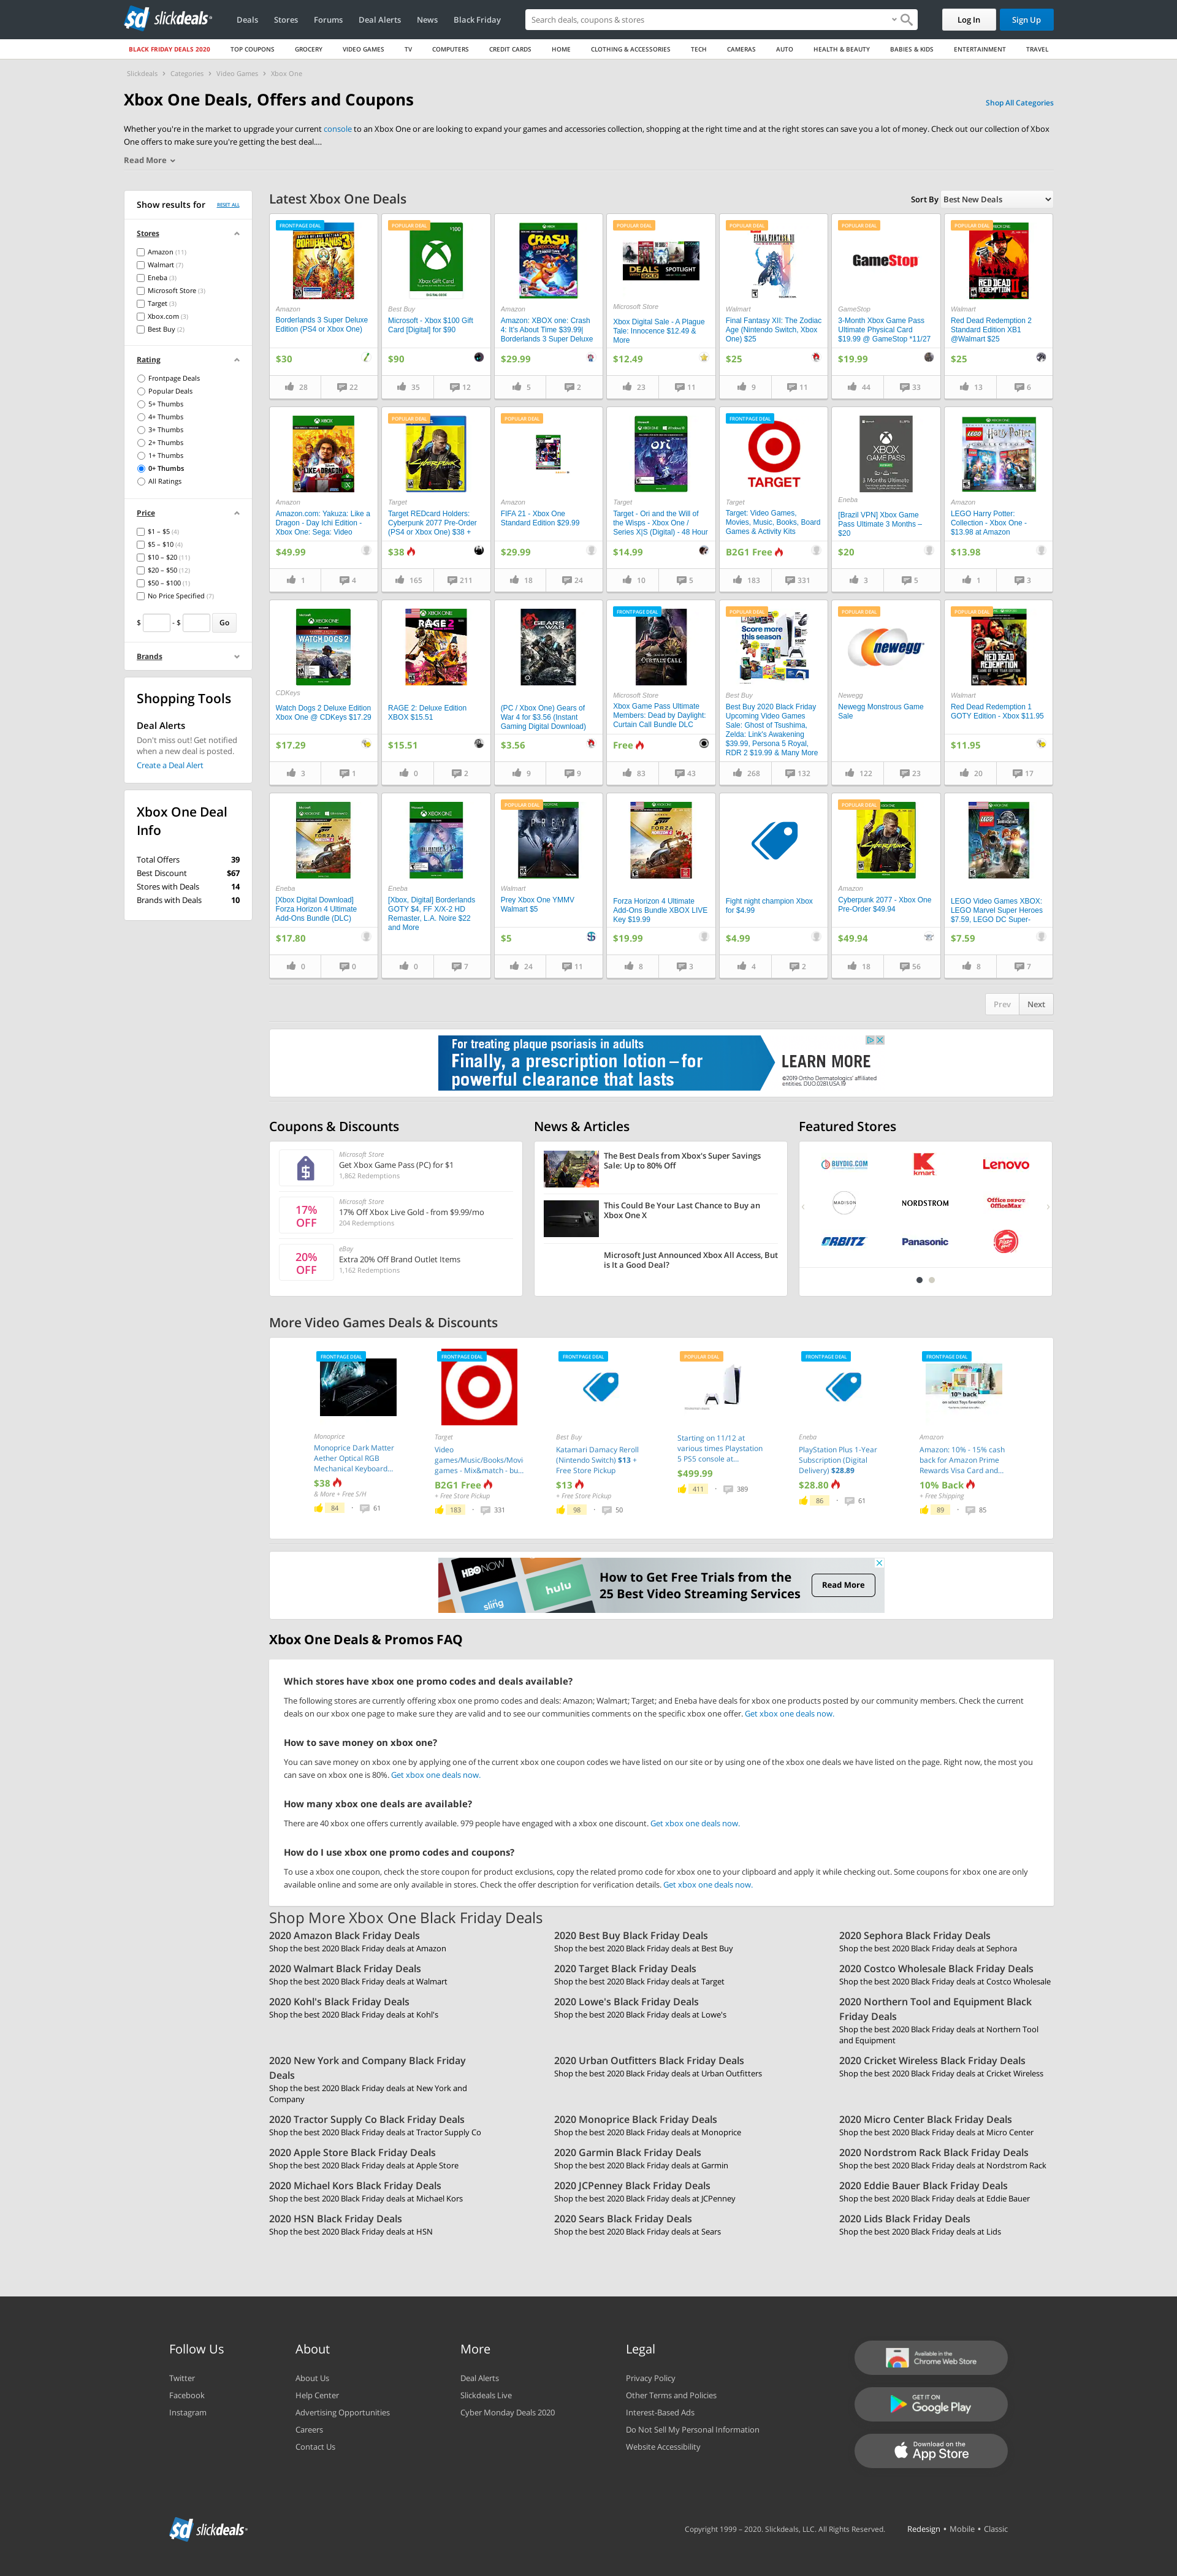 slickdeals
Deals Stores Forums Deal Alerts News Black Friday
Search deals, coupons & stores
Log In Sign Up
BLACK FRIDAY DEALS 2020 TOP COUPONS GROCERY VIDEO GAMES TV COMPUTERS CREDIT CARDS HOME CLOTHING & ACCESSORIES TECH CAMERAS AUTO HEALTH & BEAUTY BABIES & KIDS ENTERTAINMENT TRAVEL
Slickdeals › Categories › Video Games › Xbox One
Xbox One Deals, Offers and Coupons
Shop All Categories
Whether you're in the market to upgrade your current console to an Xbox One or are looking to expand your games and accessories collection, shopping at the right time and at the right stores can save you a lot of money. Check out our collection of Xbox
One offers to make sure you're getting the best deal....
Read More
Show results for RESET ALL
Stores
Amazon (11)
Walmart (7)
Eneba (3)
Microsoft Store (3)
Target (3)
Xbox.com (3)
Best Buy (2)
Rating
Frontpage Deals
Popular Deals
5+ Thumbs
4+ Thumbs
3+ Thumbs
2+ Thumbs
1+ Thumbs
0+ Thumbs
All Ratings
Price
$1 – $5 (4)
$5 – $10 (4)
$10 – $20 (11)
$20 – $50 (12)
$50 – $100 (1)
No Price Specified (7)
$ - $ Go
Brands
Shopping Tools
Deal Alerts
Don't miss out! Get notified
when a new deal is posted.
Create a Deal Alert
Xbox One Deal
Info
Total Offers 39
Best Discount $67
Stores with Deals 14
Brands with Deals 10
Latest Xbox One Deals
Sort By Best New Deals
FRONTPAGE DEAL
Amazon
Borderlands 3 Super Deluxe
Edition (PS4 or Xbox One)
$30
28
POPULAR DEAL
Best Buy
Microsoft - Xbox $100 Gift
Card [Digital] for $90
$90
35 22
Amazon
Amazon: XBOX one: Crash
4: It's About Time $39.99|
Borderlands 3 Super Deluxe
$29.99
5 2
POPULAR DEAL
DEALS SPOTLIGHT
Microsoft Store
Xbox Digital Sale - A Plague
Tale: Innocence $12.49 &
More
$12.49
23 11
POPULAR DEAL
Walmart
Final Fantasy XII: The Zodiac
Age (Nintendo Switch, Xbox
One) $25
$25
9 11
POPULAR DEAL
GameStop
GameStop
3-Month Xbox Game Pass
Ultimate Physical Card
$19.99 @ GameStop *11/27
$19.99
44 33
POPULAR DEAL
Walmart
Red Dead Redemption 2
Standard Edition XB1
@Walmart $25
$25
13 6
Amazon
Amazon.com: Yakuza: Like a
Dragon - Day Ichi Edition -
Xbox One: Sega: Video
$49.99
1 4
POPULAR DEAL
Target
Target REDcard Holders:
Cyberpunk 2077 Pre-Order
(PS4 or Xbox One) $38 +
$38
165 211
POPULAR DEAL
Amazon
FIFA 21 - Xbox One
Standard Edition $29.99
$29.99
18 24
Target
Target - Ori and the Will of
the Wisps - Xbox One /
Series X|S (Digital) - 48 Hour
$14.99
10 5
FRONTPAGE DEAL
TARGET
Target
Target: Video Games,
Movies, Music, Books, Board
Games & Activity Kits
B2G1 Free
183 331
XBOX GAME PASS
Eneba
[Brazil VPN] Xbox Game
Pass Ultimate 3 Months –
$20
$20
3 5
Amazon
LEGO Harry Potter:
Collection - Xbox One -
$13.98 at Amazon
$13.98
1 3
WATCH DOGS 2
CDKeys
Watch Dogs 2 Deluxe Edition
Xbox One @ CDKeys $17.29
$17.29
3 1
RAGE 2
RAGE 2: Deluxe Edition
XBOX $15.51
$15.51
0 2
(PC / Xbox One) Gears of
War 4 for $3.56 (Instant
Gaming Digital Download)
$3.56
9 9
FRONTPAGE DEAL
CURTAIN CALL
Microsoft Store
Xbox Game Pass Ultimate
Members: Dead by Daylight:
Curtain Call Bundle DLC
Free
83 43
POPULAR DEAL
Score more
this season
Best Buy
Best Buy 2020 Black Friday
Upcoming Video Games
Sale: Ghost of Tsushima,
Zelda: Link's Awakening
$39.99, Persona 5 Royal,
RDR 2 $19.99 & Many More
268 132
POPULAR DEAL
newegg
Newegg
Newegg Monstrous Game
Sale
122 23
POPULAR DEAL
Walmart
Red Dead Redemption 1
GOTY Edition - Xbox $11.95
$11.95
20 17
Eneba
[Xbox Digital Download]
Forza Horizon 4 Ultimate
Add-Ons Bundle (DLC)
$17.80
0 0
Eneba
[Xbox, Digital] Borderlands
GOTY $4, FF X/X-2 HD
Remaster, L.A. Noire $22
and More
0 7
POPULAR DEAL
PREY
Walmart
Prey Xbox One YMMV
Walmart $5
$5
24 11
Forza Horizon 4 Ultimate
Add-Ons Bundle XBOX LIVE
Key $19.99
$19.99
8 3
Fight night champion Xbox
for $4.99
$4.99
4 2
POPULAR DEAL
Amazon
Cyberpunk 2077 - Xbox One
Pre-Order $49.94
$49.94
18 56
LEGO Video Games XBOX:
LEGO Marvel Super Heroes
$7.59, LEGO DC Super-
$7.59
8 7
Prev Next
For treating plaque psoriasis in adults
Finally, a prescription lotion–for
powerful clearance that lasts
LEARN MORE
©2019 Ortho Dermatologics' affiliated
Coupons & Discounts
Microsoft Store
Get Xbox Game Pass (PC) for $1
1,862 Redemptions
17%
OFF
Microsoft Store
17% Off Xbox Live Gold - from $9.99/mo
204 Redemptions
20%
OFF
eBay
Extra 20% Off Brand Outlet Items
1,162 Redemptions
News & Articles
The Best Deals from Xbox's Super Savings
Sale: Up to 80% Off
This Could Be Your Last Chance to Buy an
Xbox One X
Microsoft Just Announced Xbox All Access, But
is It a Good Deal?
Featured Stores
BUYDIG.COM kmart Lenovo
MADISON NORDSTROM Office DEPOT OfficeMax
ORBITZ Panasonic Pizza Hut
More Video Games Deals & Discounts
FRONTPAGE DEAL
Monoprice
Monoprice Dark Matter
Aether Optical RGB
Mechanical Keyboard...
$38
& More + Free S/H
84 61
FRONTPAGE DEAL
Target
Video
games/Music/Books/Movi
games - Mix&match - bu...
B2G1 Free
+ Free Store Pickup
183 331
FRONTPAGE DEAL
Best Buy
Katamari Damacy Reroll
(Nintendo Switch) $13 +
Free Store Pickup
$13
+ Free Store Pickup
98 50
POPULAR DEAL
Starting on 11/12 at
various times Playstation
5 PS5 console at...
$499.99
411 389
FRONTPAGE DEAL
Eneba
PlayStation Plus 1-Year
Subscription (Digital
Delivery) $28.89
$28.80
86 61
FRONTPAGE DEAL
10% back
Amazon
Amazon: 10% - 15% cash
back for Amazon Prime
Rewards Visa Card and...
10% Back
+ Free Shipping
89 85
HBO NOW
sling
hulu
How to Get Free Trials from the
25 Best Video Streaming Services
Read More
Xbox One Deals & Promos FAQ
Which stores have xbox one promo codes and deals available?
The following stores are currently offering xbox one promo codes and deals: Amazon; Walmart; Target; and Eneba have deals for xbox one products posted by our community members. Check the current
deals on our xbox one page to make sure they are valid and to see our communities comments on the specific xbox one offer. Get xbox one deals now.
How to save money on xbox one?
You can save money on xbox one by applying one of the current xbox one coupon codes we have listed on our site or by using one of the xbox one deals we have listed on the page. Right now, the most you
can save on xbox one is 80%. Get xbox one deals now.
How many xbox one deals are available?
There are 40 xbox one offers currently available. 979 people have engaged with a xbox one discount. Get xbox one deals now.
How do I use xbox one promo codes and coupons?
To use a xbox one coupon, check the store coupon for product exclusions, copy the related promo code for xbox one to your clipboard and apply it while checking out. Some coupons for xbox one are only
available online and some are only available in stores. Check the offer description for verification details. Get xbox one deals now.
Shop More Xbox One Black Friday Deals
2020 Amazon Black Friday Deals
Shop the best 2020 Black Friday deals at Amazon
2020 Best Buy Black Friday Deals
Shop the best 2020 Black Friday deals at Best Buy
2020 Sephora Black Friday Deals
Shop the best 2020 Black Friday deals at Sephora
2020 Walmart Black Friday Deals
Shop the best 2020 Black Friday deals at Walmart
2020 Target Black Friday Deals
Shop the best 2020 Black Friday deals at Target
2020 Costco Wholesale Black Friday Deals
Shop the best 2020 Black Friday deals at Costco Wholesale
2020 Kohl's Black Friday Deals
Shop the best 2020 Black Friday deals at Kohl's
2020 Lowe's Black Friday Deals
Shop the best 2020 Black Friday deals at Lowe's
2020 Northern Tool and Equipment Black
Friday Deals
Shop the best 2020 Black Friday deals at Northern Tool
and Equipment
2020 New York and Company Black Friday
Deals
Shop the best 2020 Black Friday deals at New York and
Company
2020 Urban Outfitters Black Friday Deals
Shop the best 2020 Black Friday deals at Urban Outfitters
2020 Cricket Wireless Black Friday Deals
Shop the best 2020 Black Friday deals at Cricket Wireless
2020 Tractor Supply Co Black Friday Deals
Shop the best 2020 Black Friday deals at Tractor Supply Co
2020 Monoprice Black Friday Deals
Shop the best 2020 Black Friday deals at Monoprice
2020 Micro Center Black Friday Deals
Shop the best 2020 Black Friday deals at Micro Center
2020 Apple Store Black Friday Deals
Shop the best 2020 Black Friday deals at Apple Store
2020 Garmin Black Friday Deals
Shop the best 2020 Black Friday deals at Garmin
2020 Nordstrom Rack Black Friday Deals
Shop the best 2020 Black Friday deals at Nordstrom Rack
2020 Michael Kors Black Friday Deals
Shop the best 2020 Black Friday deals at Michael Kors
2020 JCPenney Black Friday Deals
Shop the best 2020 Black Friday deals at JCPenney
2020 Eddie Bauer Black Friday Deals
Shop the best 2020 Black Friday deals at Eddie Bauer
2020 HSN Black Friday Deals
Shop the best 2020 Black Friday deals at HSN
2020 Sears Black Friday Deals
Shop the best 2020 Black Friday deals at Sears
2020 Lids Black Friday Deals
Shop the best 2020 Black Friday deals at Lids
Follow Us
Twitter
Facebook
Instagram
About
About Us
Help Center
Advertising Opportunities
Careers
Contact Us
More
Deal Alerts
Slickdeals Live
Cyber Monday Deals 2020
Legal
Privacy Policy
Other Terms and Policies
Interest-Based Ads
Do Not Sell My Personal Information
Website Accessibility
Available in the
Chrome Web Store
GET IT ON
Google Play
Download on the
App Store
slickdeals
Copyright 1999 – 2020. Slickdeals, LLC. All Rights Reserved. Redesign • Mobile • Classic